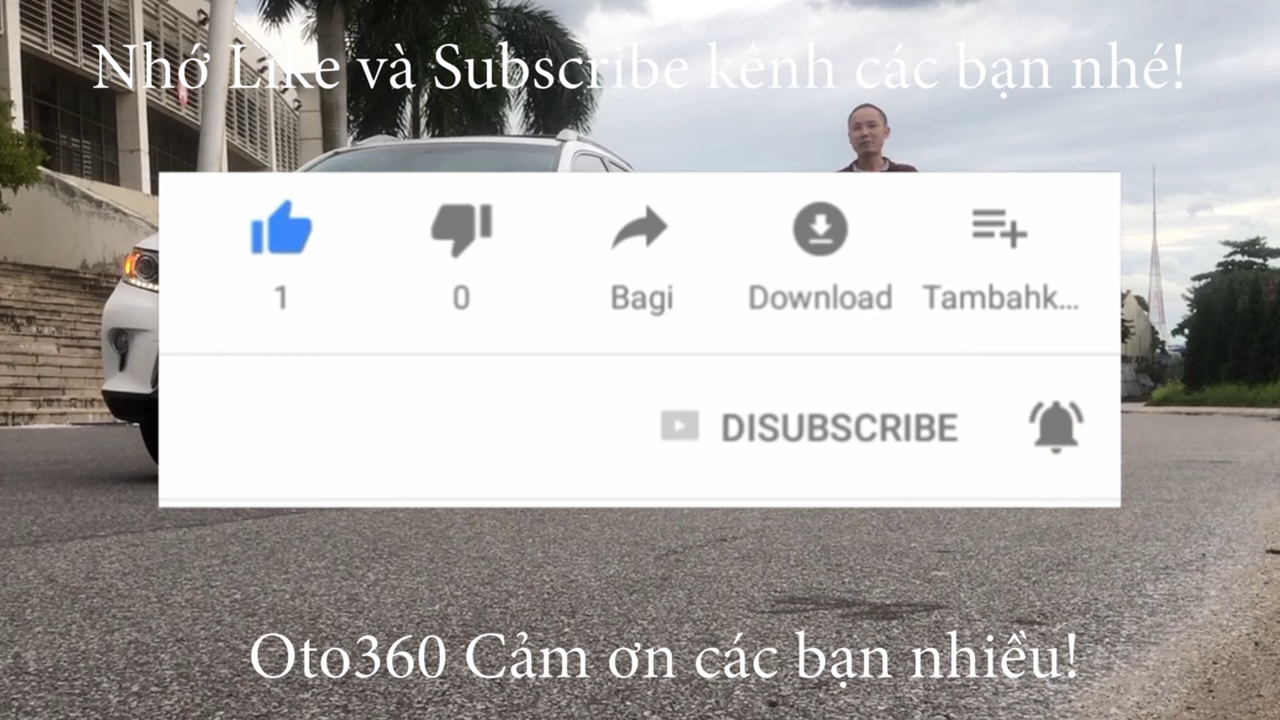 Nhớ Like và Subscribe kênh các bạn nhé!
1 0 Bagi Download Tambahk...
DISUBSCRIBE
Oto360 Cảm ơn các bạn nhiều!